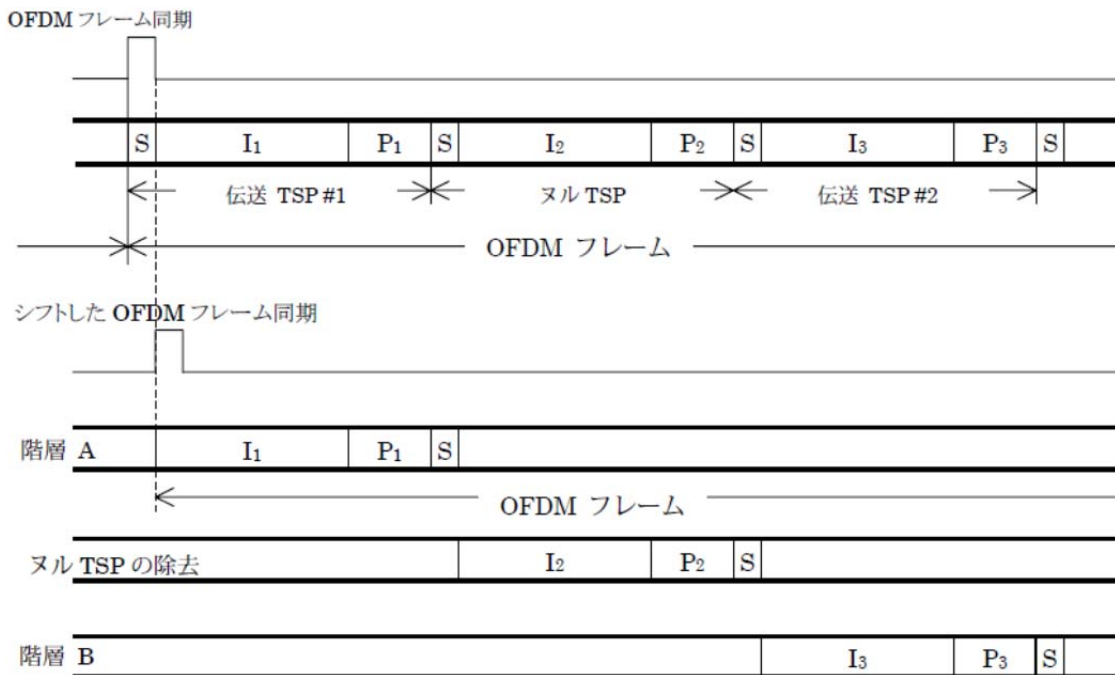 OFDM フレーム同期
S I₁ P₁ S I₂ P₂ S I₃ P₃ S
伝送 TSP #1 ヌル TSP 伝送 TSP #2
OFDM フレーム
シフトした OFDM フレーム同期
階層 A I₁ P₁ S
OFDM フレーム
ヌル TSP の除去 I₂ P₂ S
階層 B I₃ P₃ S